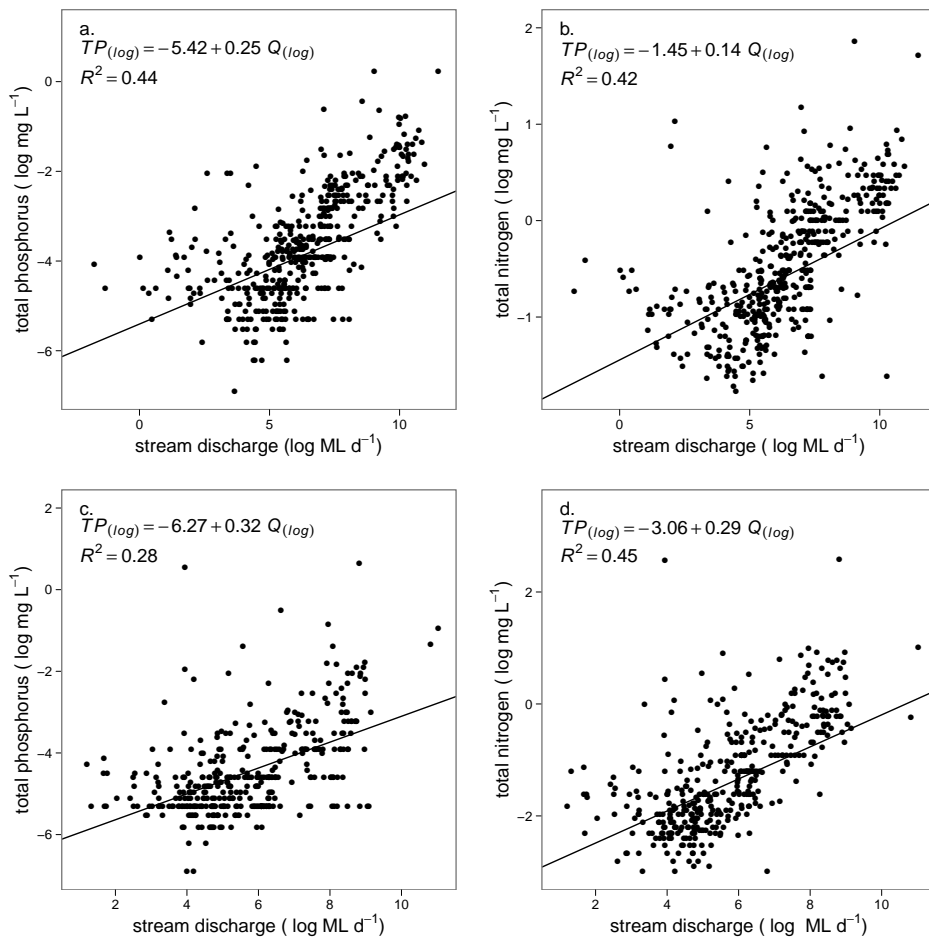 a.
TP(log) = −5.42 + 0.25 Q(log)
R² = 0.44
total phosphorus ( log mg L⁻¹)
0
−2
−4
−6
0 5 10
stream discharge (log ML d⁻¹)
b.
TP(log) = −1.45 + 0.14 Q(log)
R² = 0.42
total nitrogen ( log mg L⁻¹)
2
1
0
−1
0 5 10
stream discharge ( log ML d⁻¹)
c.
TP(log) = −6.27 + 0.32 Q(log)
R² = 0.28
total phosphorus ( log mg L⁻¹)
2
0
−2
−4
−6
2 4 6 8 10
stream discharge ( log ML d⁻¹)
d.
TP(log) = −3.06 + 0.29 Q(log)
R² = 0.45
total nitrogen ( log mg L⁻¹)
2
0
−2
2 4 6 8 10
stream discharge ( log ML d⁻¹)